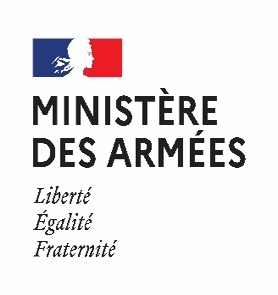 MINISTÈRE
DES ARMÉES
Liberté
Égalité
Fraternité